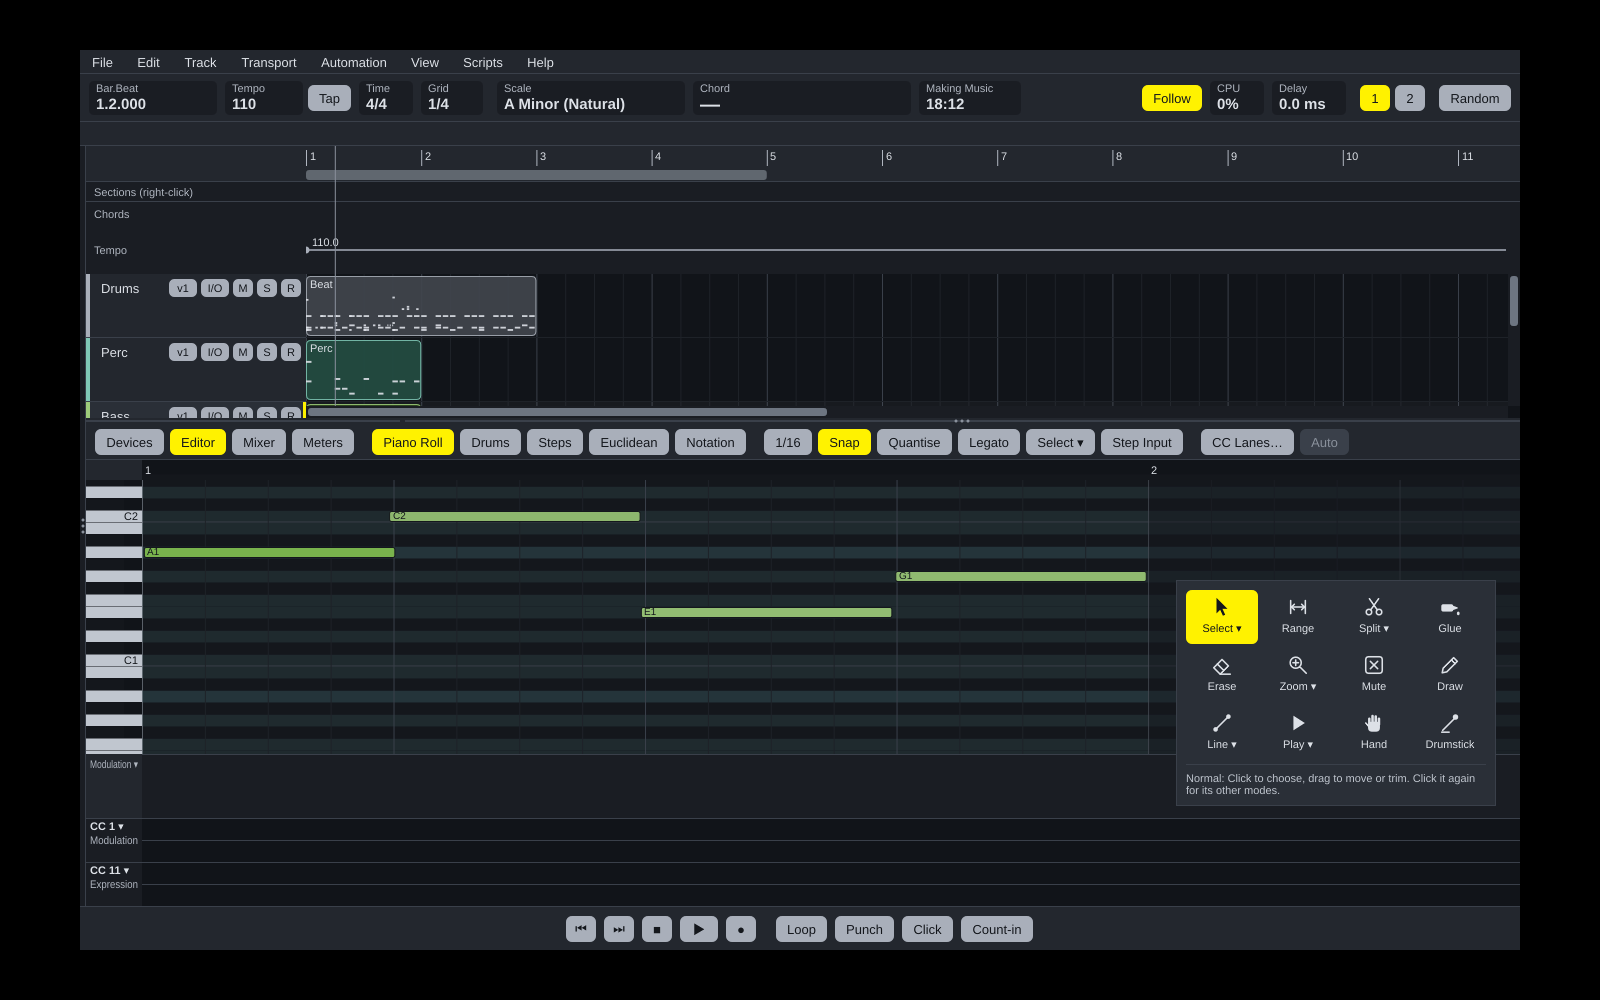 File Edit Track Transport Automation View Scripts Help
Bar.Beat Tempo Time Grid Scale Chord Making Music CPU Delay
1.2.000 110 Tap 4/4 1/4 A Minor (Natural) — 18:12 Follow 0% 0.0 ms 1 2 Random
1 2 3 4 5 6 7 8 9 10 11
Sections (right-click)
Chords
Tempo 110.0
Drums v1 I/O M S R Beat
Perc v1 I/O M S R Perc
Bass v1 I/O M S R
Devices Editor Mixer Meters Piano Roll Drums Steps Euclidean Notation 1/16 Snap Quantise Legato Select ▾ Step Input CC Lanes… Auto
1 2
C2 C2
A1
G1
E1
C1
Select ▾ Range Split ▾ Glue
Erase Zoom ▾ Mute Draw
Line ▾ Play ▾ Hand Drumstick
Normal: Click to choose, drag to move or trim. Click it again
for its other modes.
Modulation ▾
CC 1 ▾
Modulation
CC 11 ▾
Expression
Loop Punch Click Count-in